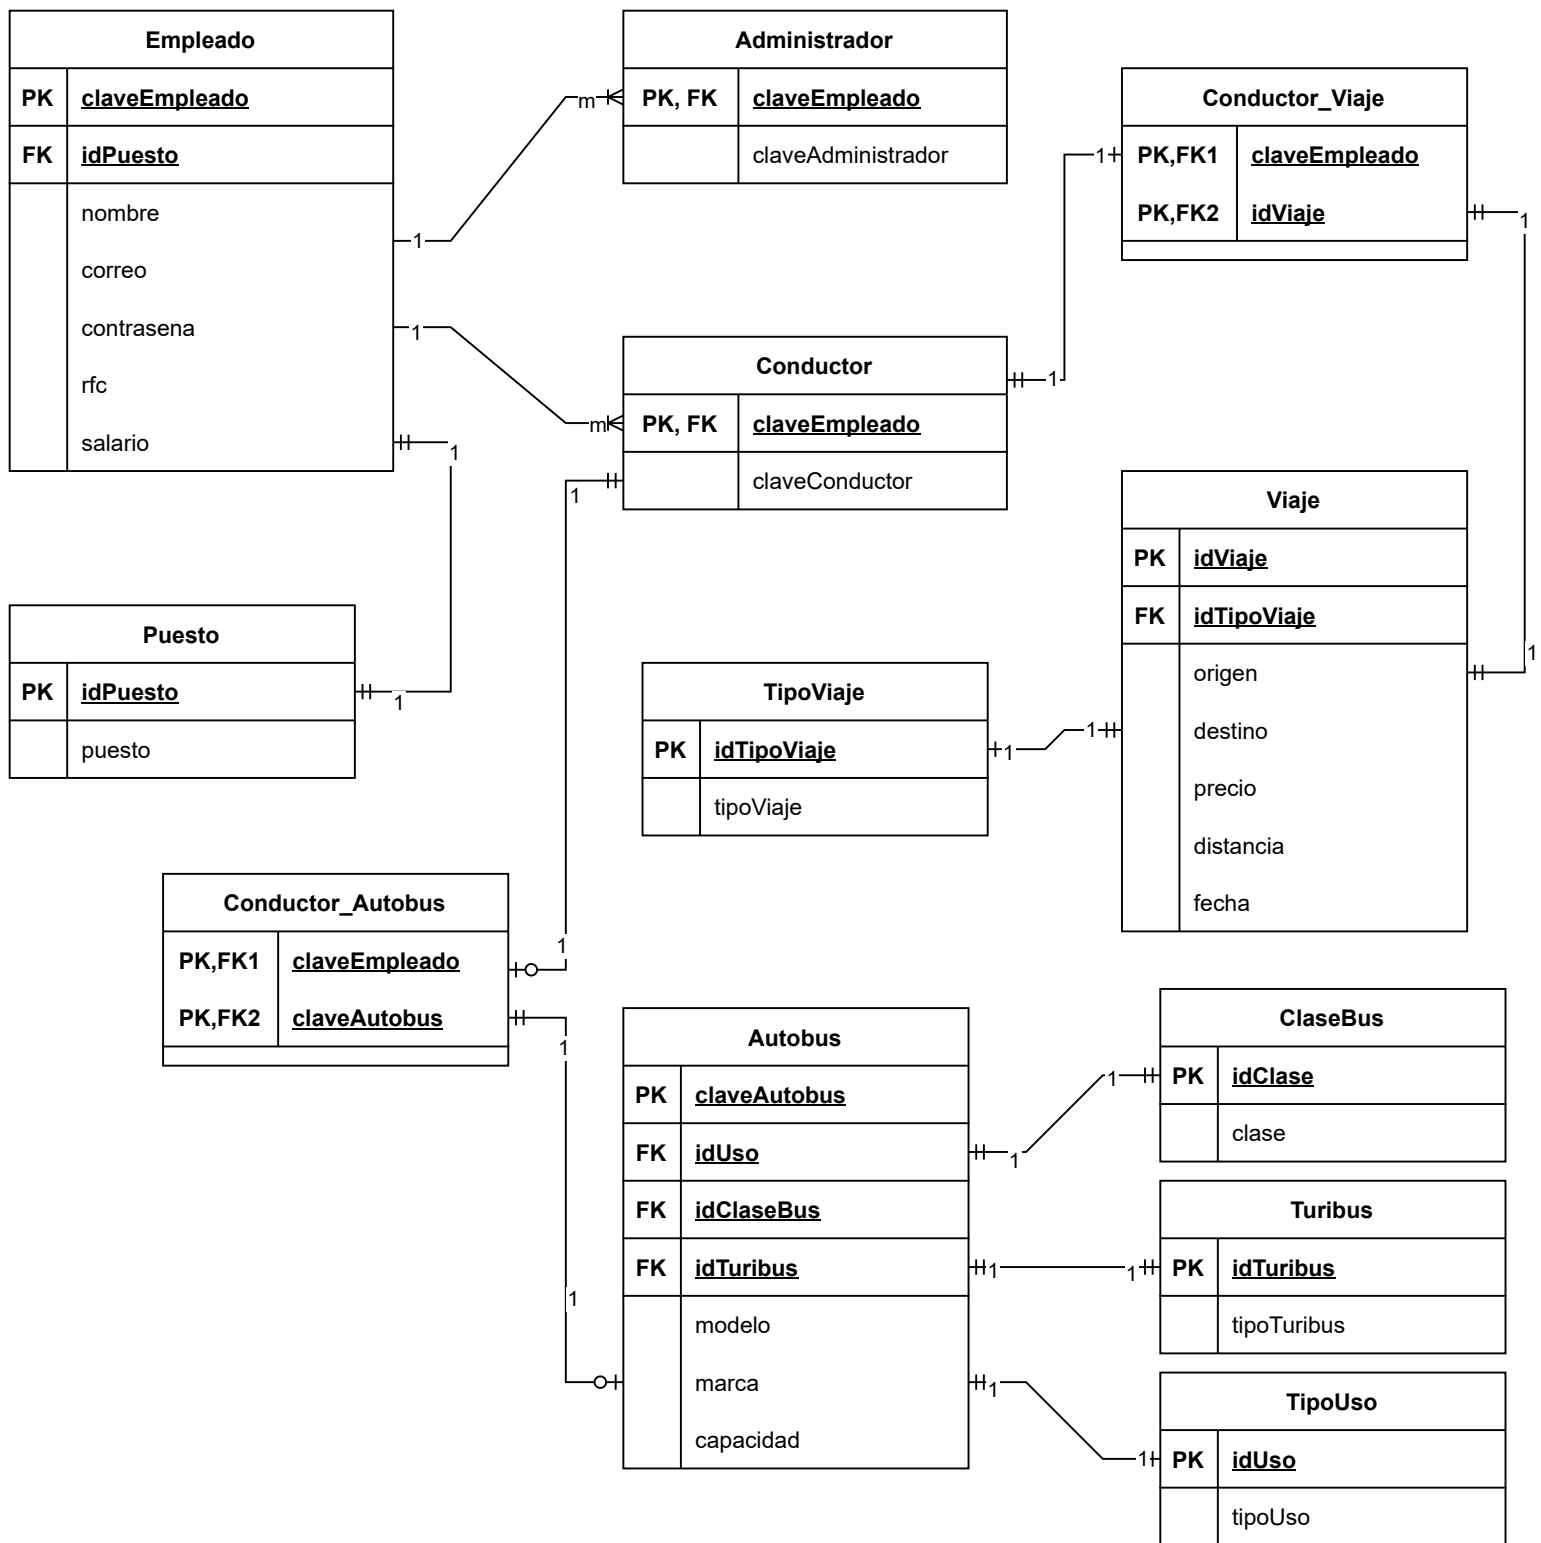 Empleado
PK claveEmpleado
FK idPuesto
nombre
correo
contrasena
rfc
salario
Administrador
PK, FK claveEmpleado
claveAdministrador
Conductor_Viaje
PK,FK1 claveEmpleado
PK,FK2 idViaje
1
m
1
m
1
1
1
1
1
1
Conductor
PK, FK claveEmpleado
claveConductor
Viaje
PK idViaje
FK idTipoViaje
origen
destino
precio
distancia
fecha
Puesto
PK idPuesto
puesto
TipoViaje
PK idTipoViaje
tipoViaje
1
1
1
1
1
1
Conductor_Autobus
PK,FK1 claveEmpleado
PK,FK2 claveAutobus
Autobus
PK claveAutobus
FK idUso
FK idClaseBus
FK idTuribus
modelo
marca
capacidad
1
1
1
1
1
1
ClaseBus
PK idClase
clase
Turibus
PK idTuribus
tipoTuribus
TipoUso
PK idUso
tipoUso